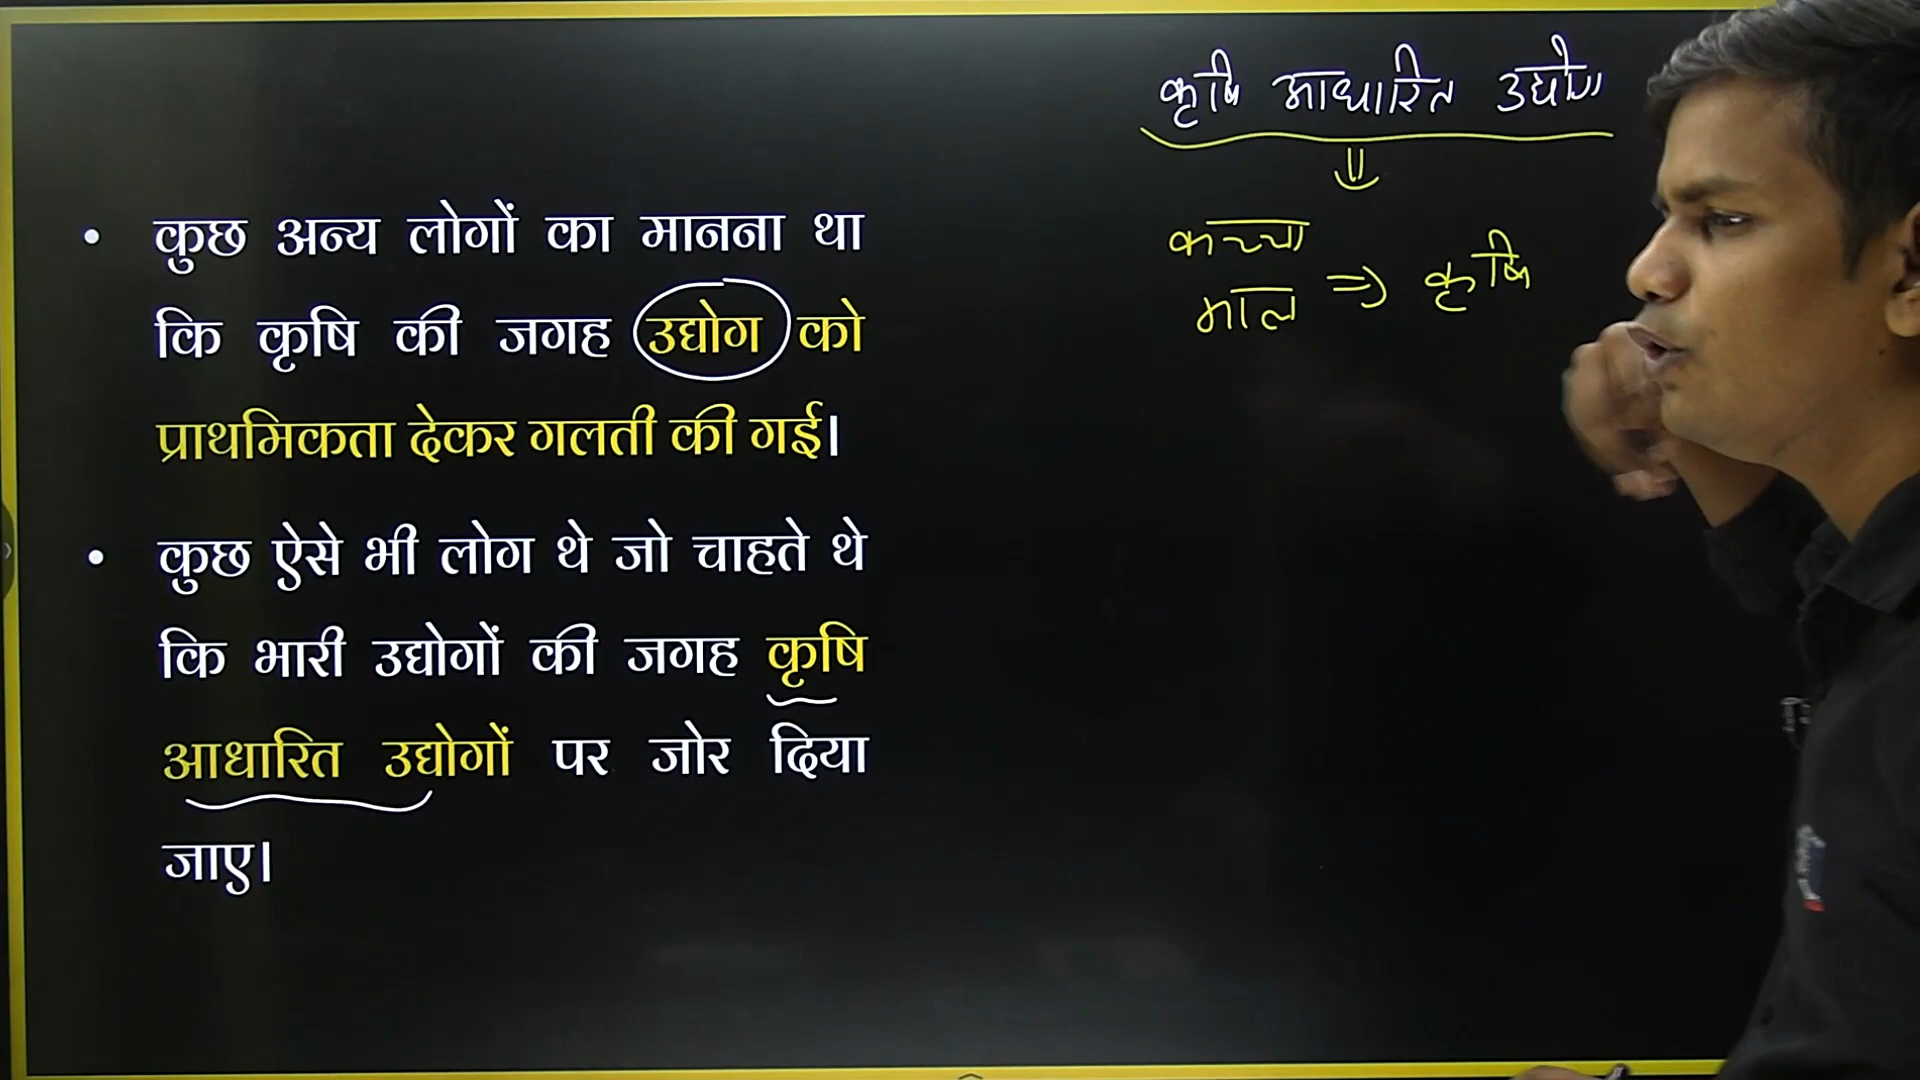 कुछ अन्य लोगों का मानना था
कि कृषि की जगह उद्योग को
प्राथमिकता देकर गलती की गई।
कुछ ऐसे भी लोग थे जो चाहते थे
कि भारी उद्योगों की जगह कृषि
आधारित उद्योगों पर जोर दिया
जाए।
कृषि आधारित उद्योग
कच्चा
माल ⇒ कृषि